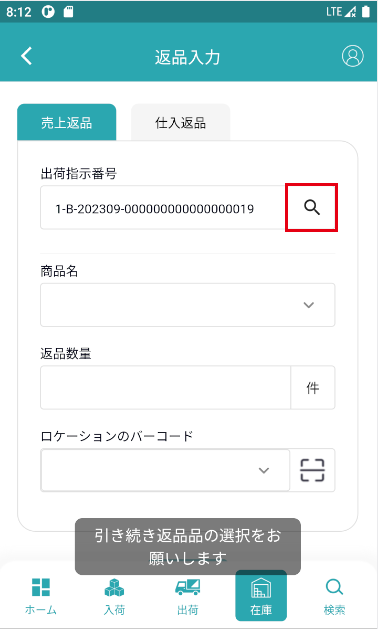 8:12
LTE
返品入力
売上返品
仕入返品
出荷指示番号
1-B-202309-000000000000000019
商品名
返品数量
件
ロケーションのバーコード
引き続き返品品の選択をお
願いします
ホーム
入荷
出荷
在庫
検索